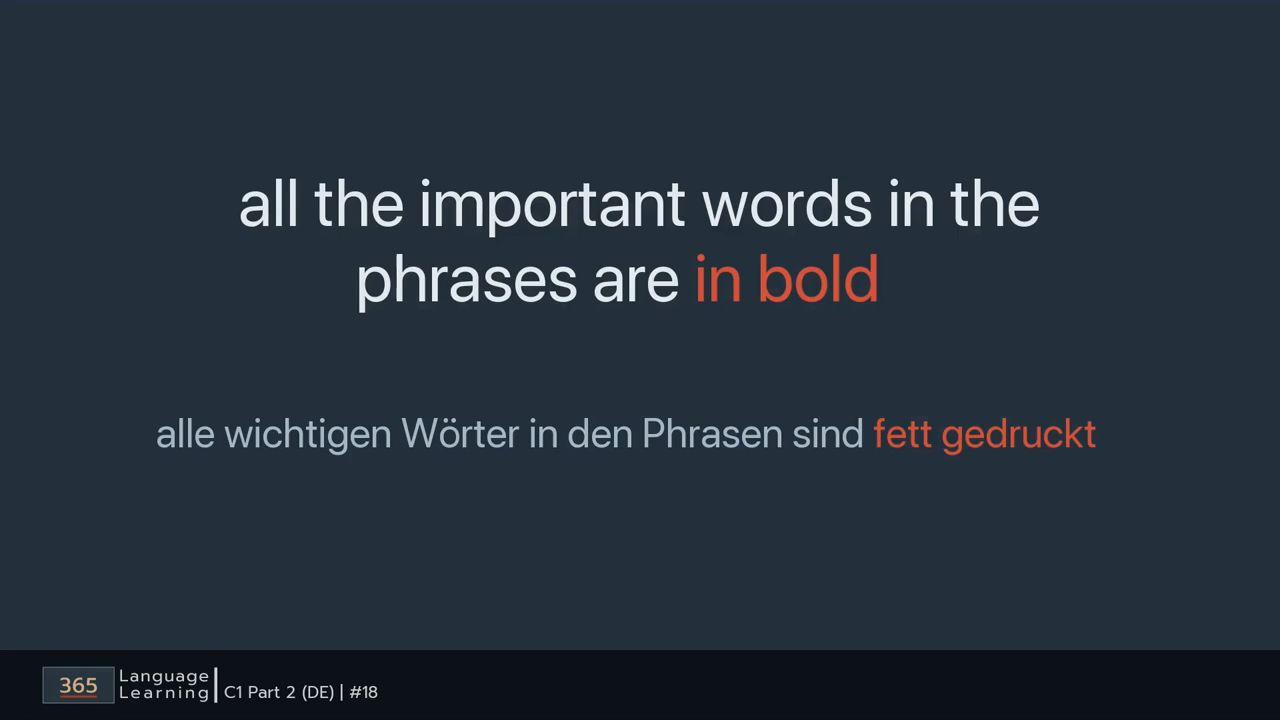 all the important words in the
phrases are in bold
alle wichtigen Wörter in den Phrasen sind fett gedruckt
365
Language
Learning
C1 Part 2 (DE) | #18